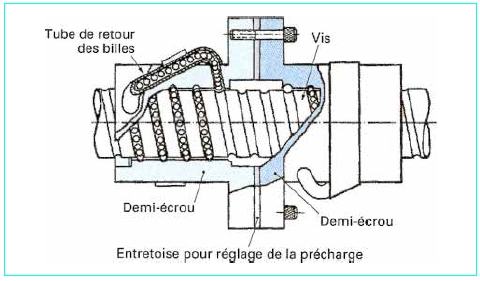 Tube de retour
des billes
Vis
Demi-écrou
Demi-écrou
Entretoise pour réglage de la précharge